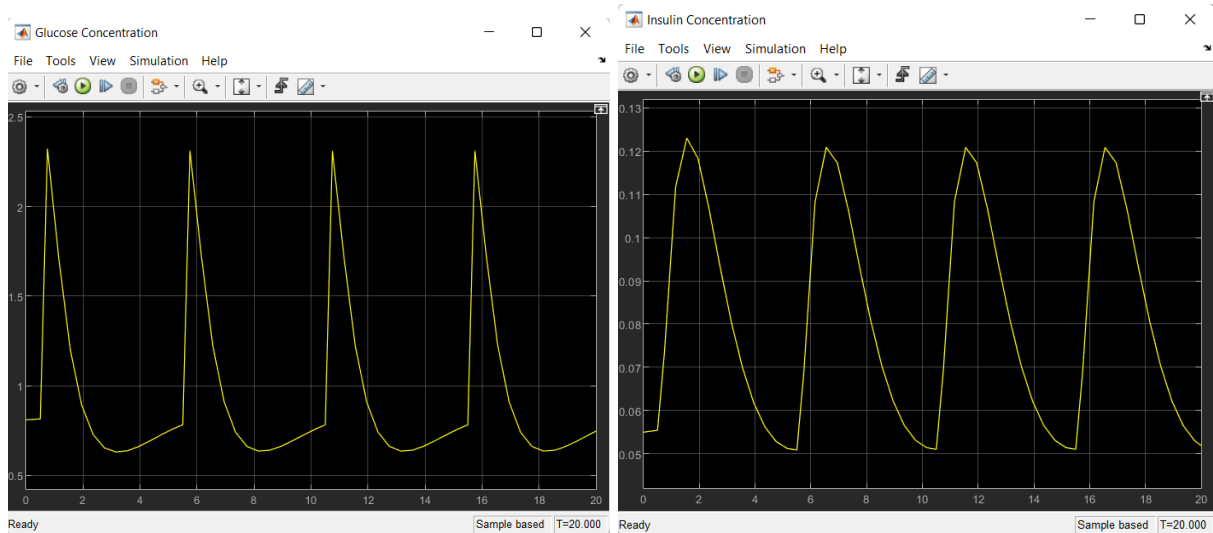 Glucose Concentration
File Tools View Simulation Help
2.5
2
1.5
1
0.5
0 2 4 6 8 10 12 14 16 18 20
Ready Sample based T=20.000
Insulin Concentration
File Tools View Simulation Help
0.13
0.12
0.11
0.1
0.09
0.08
0.07
0.06
0.05
0 2 4 6 8 10 12 14 16 18 20
Ready Sample based T=20.000